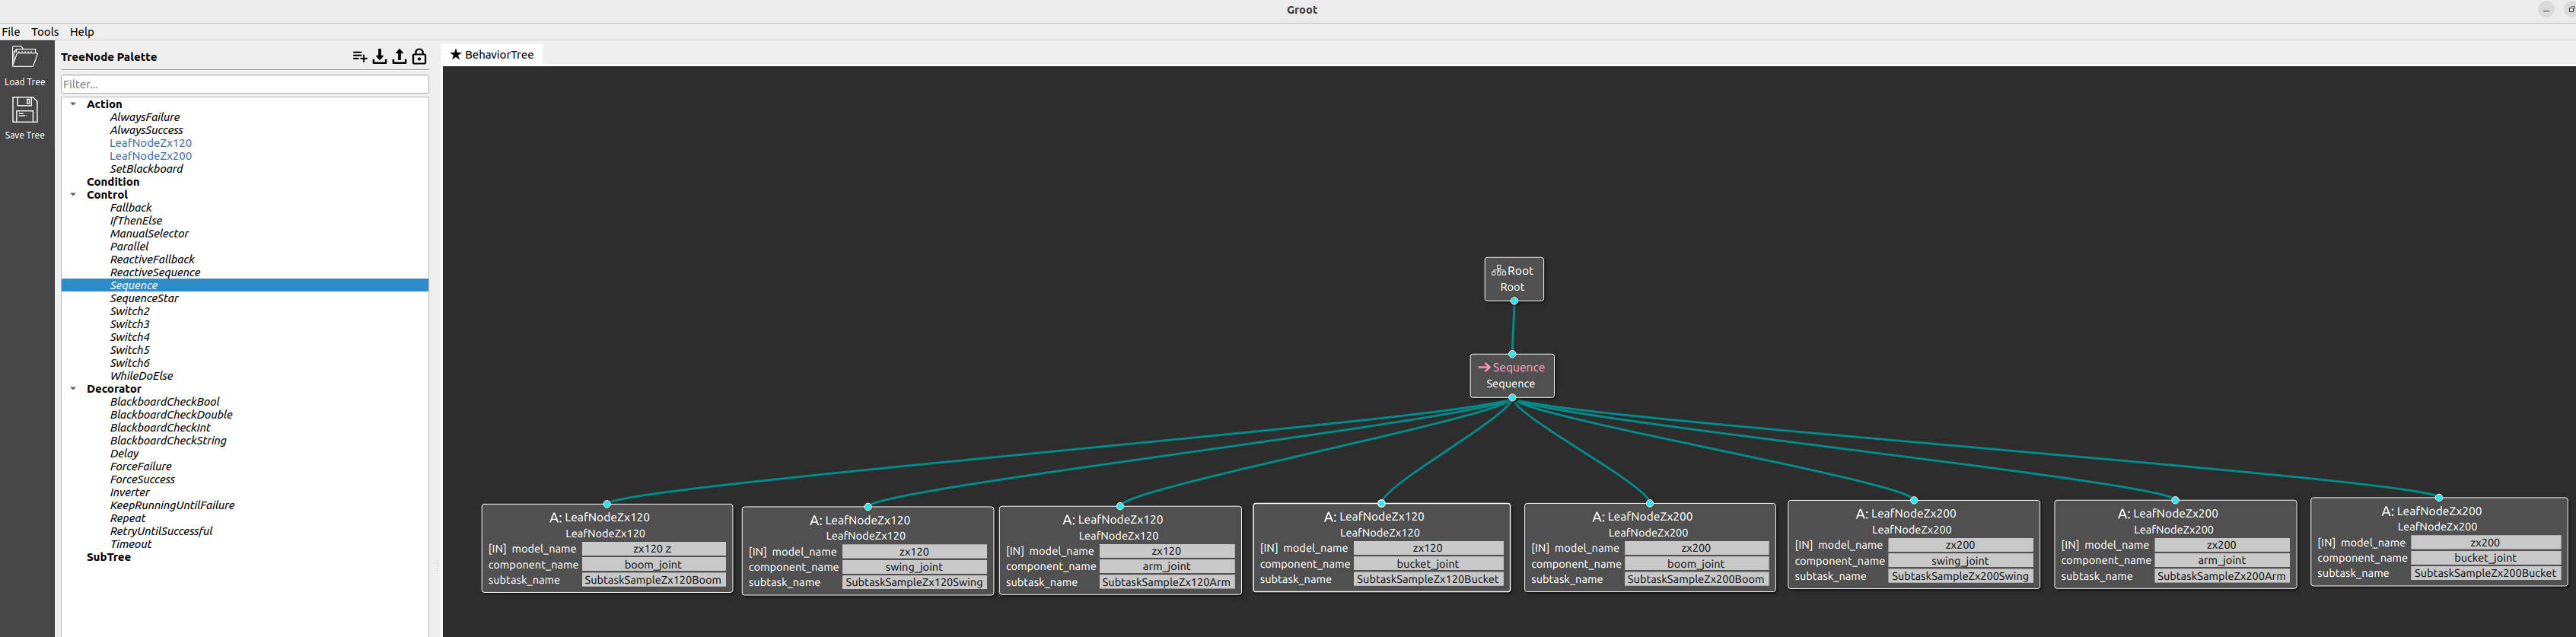 Groot
File Tools Help
Load Tree
Save Tree
TreeNode Palette
Filter...
Action
AlwaysFailure
AlwaysSuccess
LeafNodeZx120
LeafNodeZx200
SetBlackboard
Condition
Control
Fallback
IfThenElse
ManualSelector
Parallel
ReactiveFallback
ReactiveSequence
Sequence
SequenceStar
Switch2
Switch3
Switch4
Switch5
Switch6
WhileDoElse
Decorator
BlackboardCheckBool
BlackboardCheckDouble
BlackboardCheckInt
BlackboardCheckString
Delay
ForceFailure
ForceSuccess
Inverter
KeepRunningUntilFailure
Repeat
RetryUntilSuccessful
Timeout
SubTree
★ BehaviorTree
Root
Root
Sequence
Sequence
A: LeafNodeZx120
LeafNodeZx120
[IN] model_name zx120 z
component_name boom_joint
subtask_name SubtaskSampleZx120Boom
A: LeafNodeZx120
LeafNodeZx120
[IN] model_name zx120
component_name swing_joint
subtask_name SubtaskSampleZx120Swing
A: LeafNodeZx120
LeafNodeZx120
[IN] model_name zx120
component_name arm_joint
subtask_name SubtaskSampleZx120Arm
A: LeafNodeZx120
LeafNodeZx120
[IN] model_name zx120
component_name bucket_joint
subtask_name SubtaskSampleZx120Bucket
A: LeafNodeZx200
LeafNodeZx200
[IN] model_name zx200
component_name boom_joint
subtask_name SubtaskSampleZx200Boom
A: LeafNodeZx200
LeafNodeZx200
[IN] model_name zx200
component_name swing_joint
subtask_name SubtaskSampleZx200Swing
A: LeafNodeZx200
LeafNodeZx200
[IN] model_name zx200
component_name arm_joint
subtask_name SubtaskSampleZx200Arm
A: LeafNodeZx200
LeafNodeZx200
[IN] model_name zx200
component_name bucket_joint
subtask_name SubtaskSampleZx200Bucket